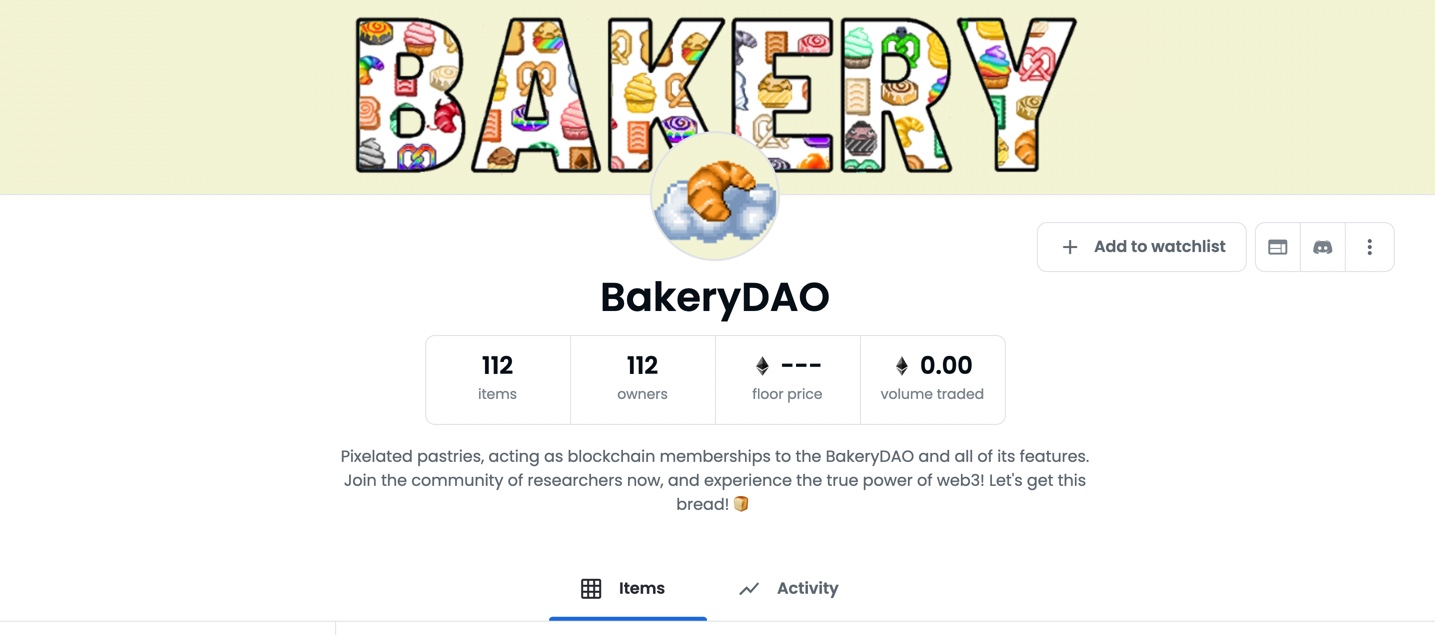 BAKERY
Add to watchlist
BakeryDAO
112
items
112
owners
---
floor price
0.00
volume traded
Pixelated pastries, acting as blockchain memberships to the BakeryDAO and all of its features.
Join the community of researchers now, and experience the true power of web3! Let's get this
bread! 🍞
Items
Activity